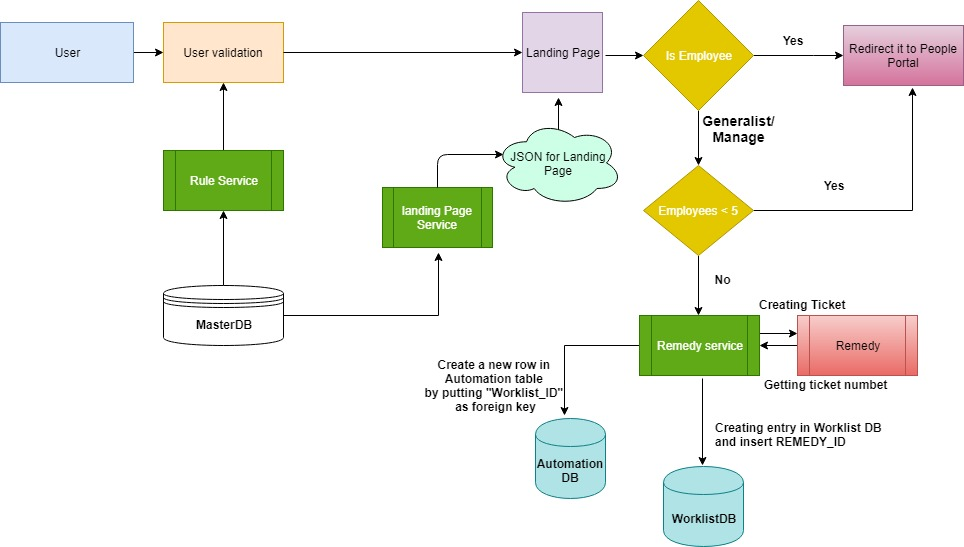 User
User validation
Landing Page
Is Employee
Yes
Redirect it to People
Portal
Generalist/
Manage
JSON for Landing
Page
Rule Service
landing Page
Service
Employees < 5
Yes
No
MasterDB
Creating Ticket
Remedy service
Remedy
Getting ticket numbet
Create a new row in
Automation table
by putting "Worklist_ID"
as foreign key
Creating entry in Worklist DB
and insert REMEDY_ID
Automation
DB
WorklistDB